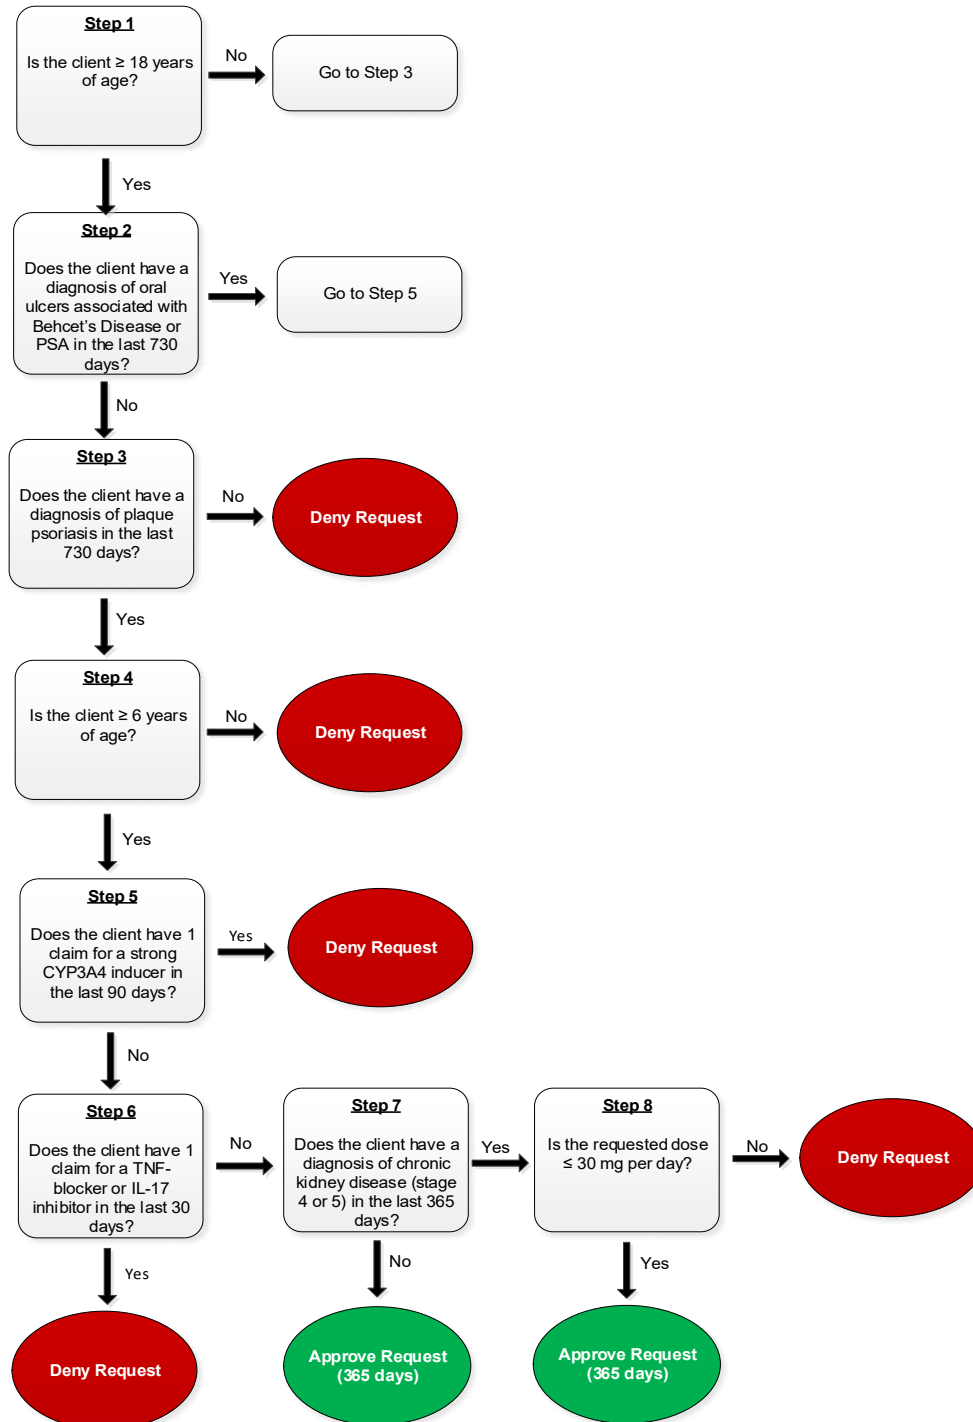 Step 1
Is the client ≥ 18 years
of age?
No
Go to Step 3
Yes
Step 2
Does the client have a
diagnosis of oral
ulcers associated with
Behcet's Disease or
PSA in the last 730
days?
Yes
Go to Step 5
No
Step 3
Does the client have a
diagnosis of plaque
psoriasis in the last
730 days?
No
Deny Request
Yes
Step 4
Is the client ≥ 6 years
of age?
No
Deny Request
Yes
Step 5
Does the client have 1
claim for a strong
CYP3A4 inducer in
the last 90 days?
Yes
Deny Request
No
Step 6
Does the client have 1
claim for a TNF-
blocker or IL-17
inhibitor in the last 30
days?
No
Step 7
Does the client have a
diagnosis of chronic
kidney disease (stage
4 or 5) in the last 365
days?
Yes
Step 8
Is the requested dose
≤ 30 mg per day?
No
Deny Request
Yes
Deny Request
No
Approve Request
(365 days)
Yes
Approve Request
(365 days)